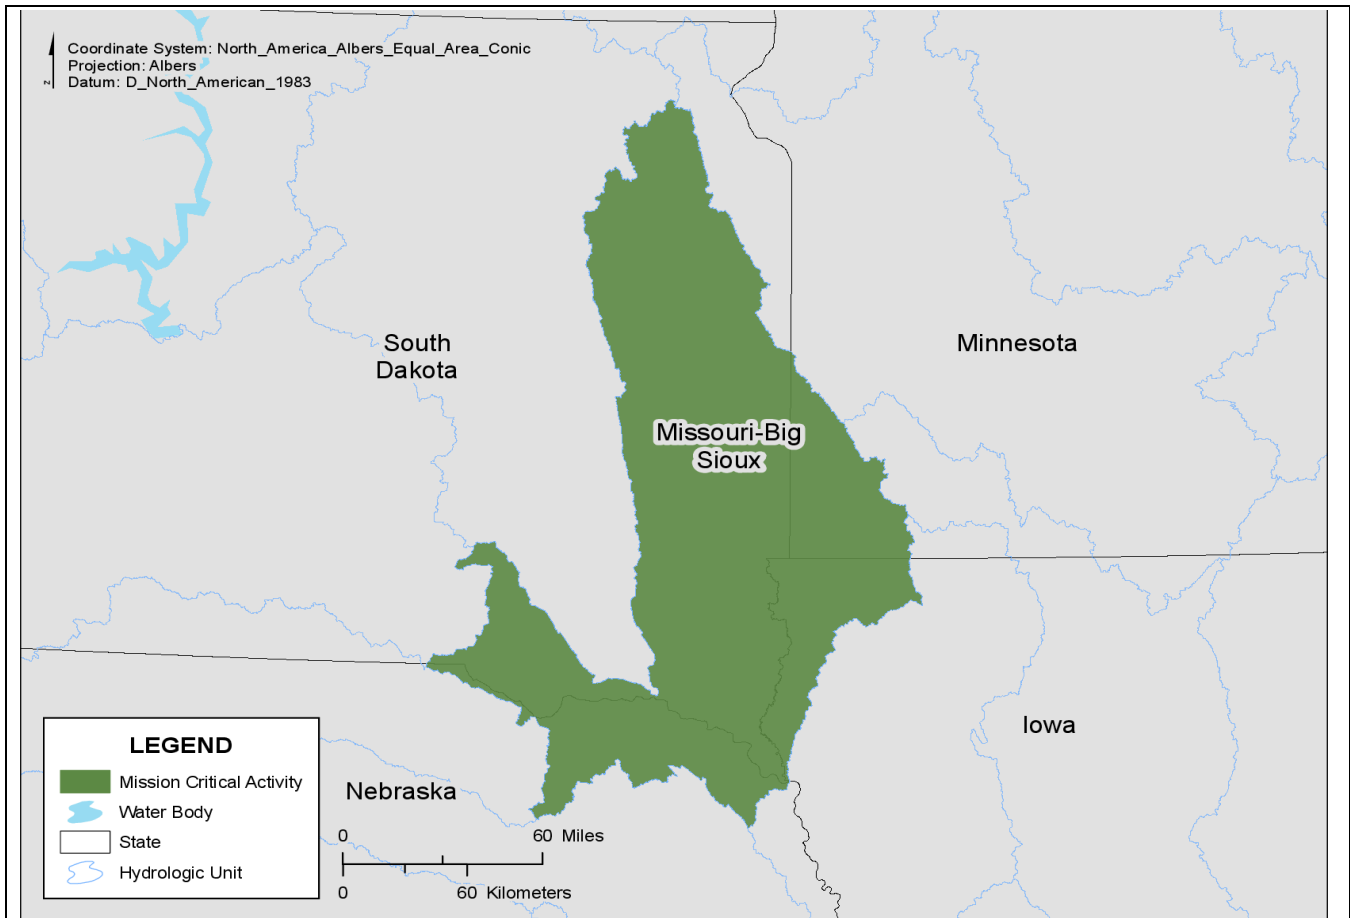 Coordinate System: North_America_Albers_Equal_Area_Conic
Projection: Albers
Datum: D_North_American_1983
z
South
Dakota
Minnesota
Missouri-Big
Sioux
Iowa
Nebraska
LEGEND
Mission Critical Activity
Water Body
State
Hydrologic Unit
0 60 Miles
0 60 Kilometers